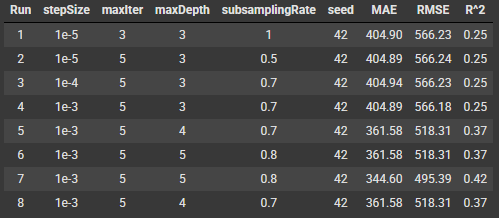 Run stepSize maxIter maxDepth subsamplingRate seed MAE RMSE R^2
1 1e-5 3 3 1 42 404.90 566.23 0.25
2 1e-5 5 3 0.5 42 404.89 566.24 0.25
3 1e-4 5 3 0.7 42 404.94 566.23 0.25
4 1e-3 5 3 0.7 42 404.89 566.18 0.25
5 1e-3 5 4 0.7 42 361.58 518.31 0.37
6 1e-3 5 5 0.8 42 361.58 518.31 0.37
7 1e-3 5 5 0.8 42 344.60 495.39 0.42
8 1e-3 5 4 0.7 42 361.58 518.31 0.37